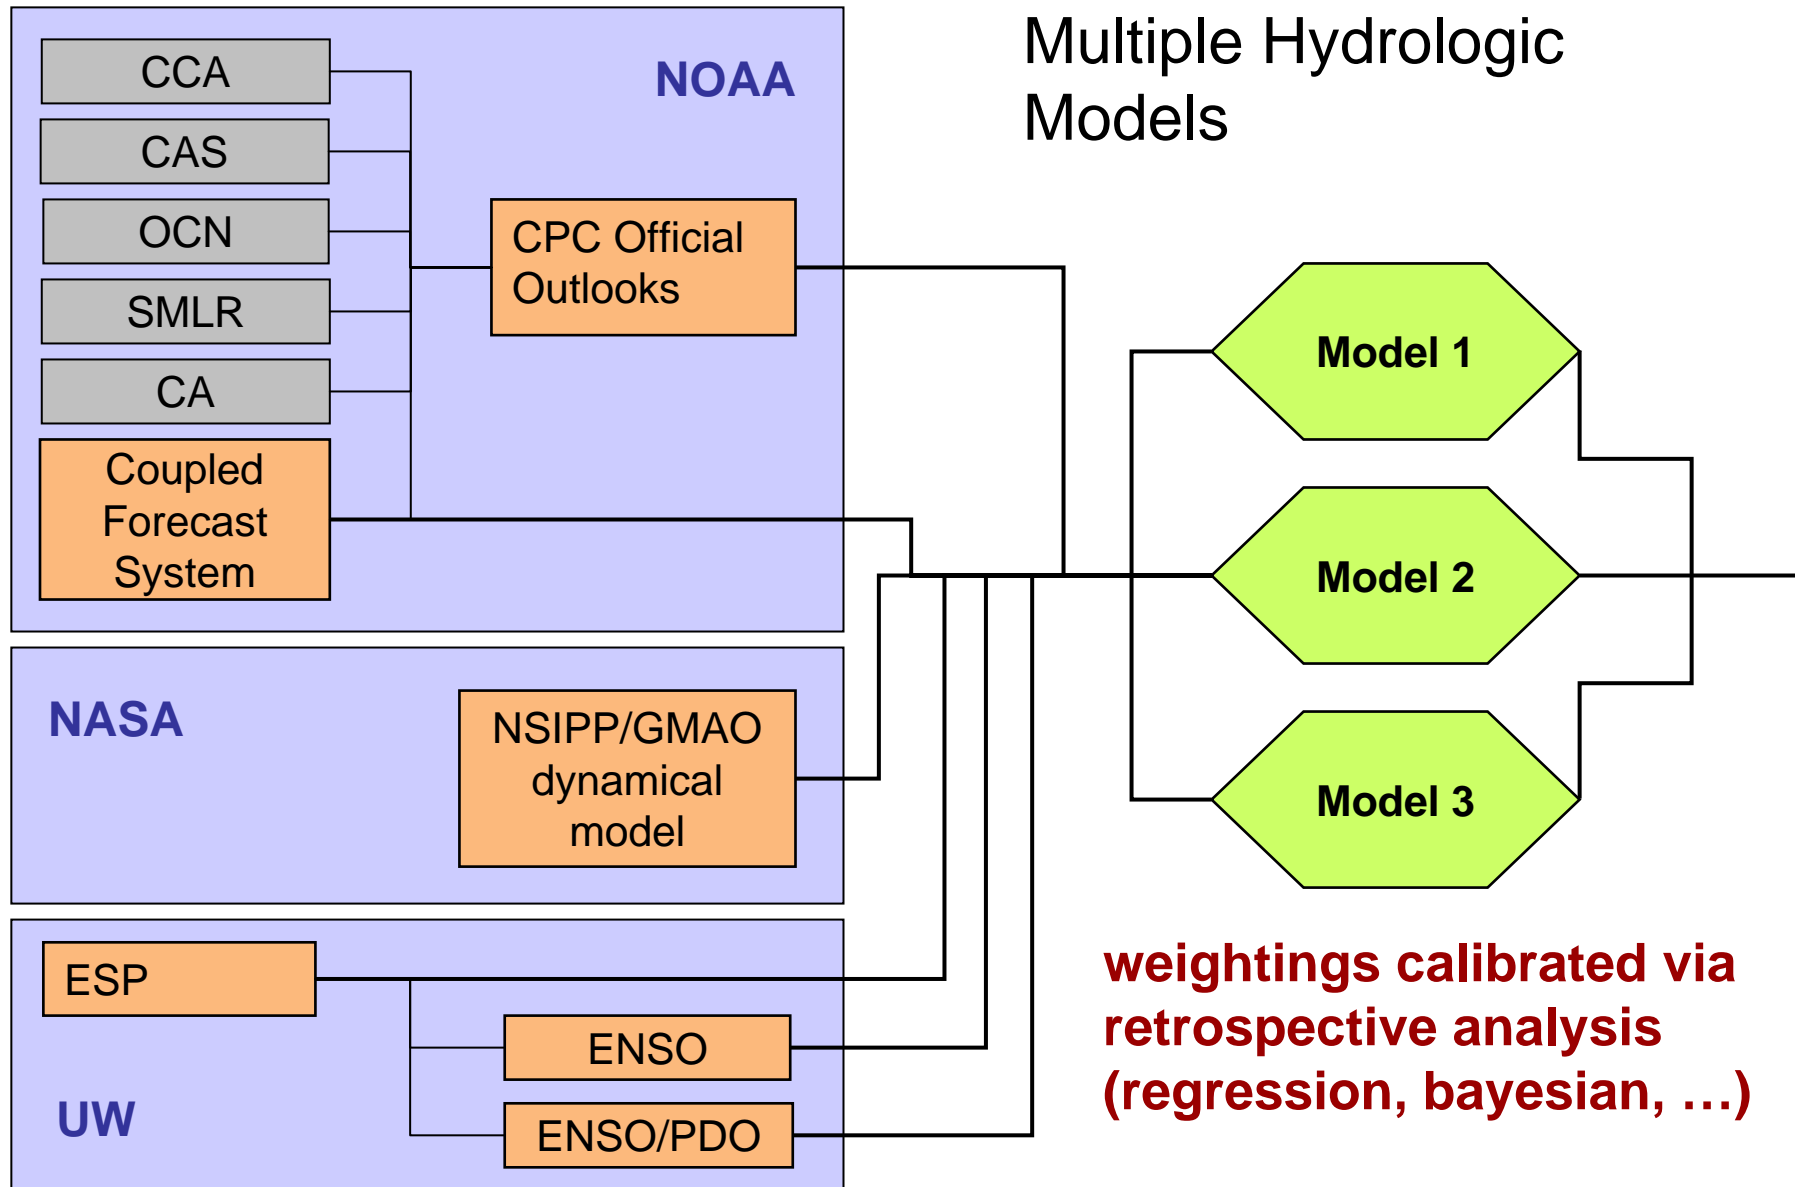 Multiple Hydrologic
Models
NOAA
CCA
CAS
OCN
SMLR
CA
Coupled
Forecast
System
CPC Official
Outlooks
NASA
NSIPP/GMAO
dynamical
model
ESP
ENSO
ENSO/PDO
UW
Model 1
Model 2
Model 3
weightings calibrated via
retrospective analysis
(regression, bayesian, …)